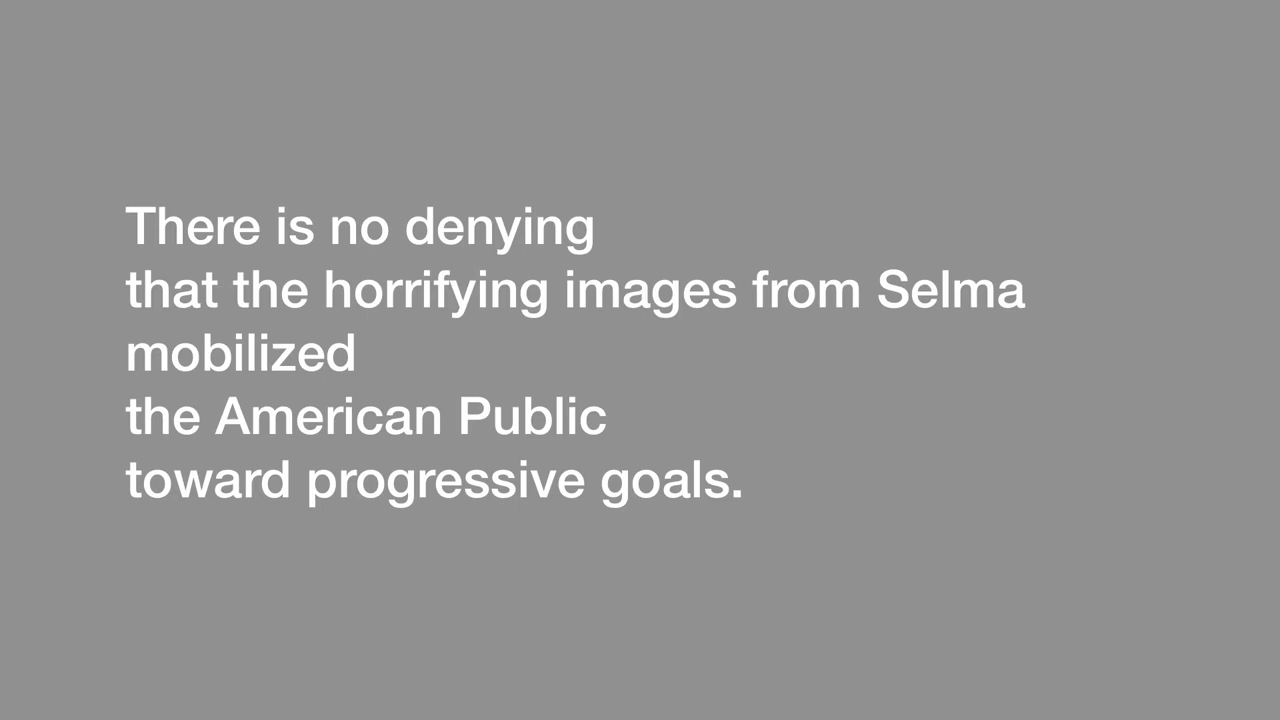 There is no denying
that the horrifying images from Selma
mobilized
the American Public
toward progressive goals.